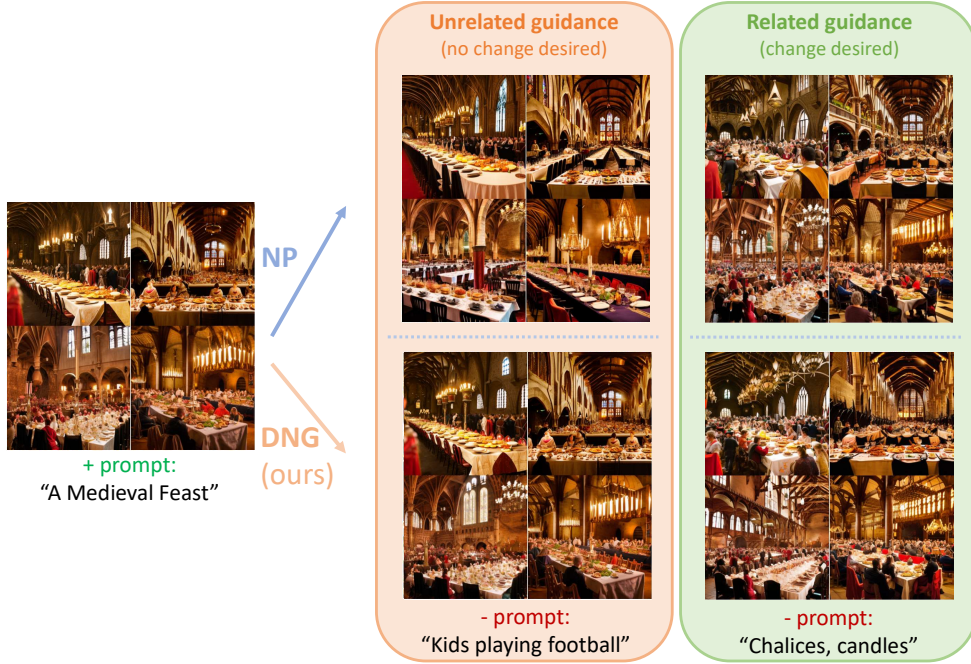 Unrelated guidance
(no change desired)
Related guidance
(change desired)
NP
DNG
(ours)
+ prompt:
“A Medieval Feast”
- prompt:
“Kids playing football”
- prompt:
“Chalices, candles”